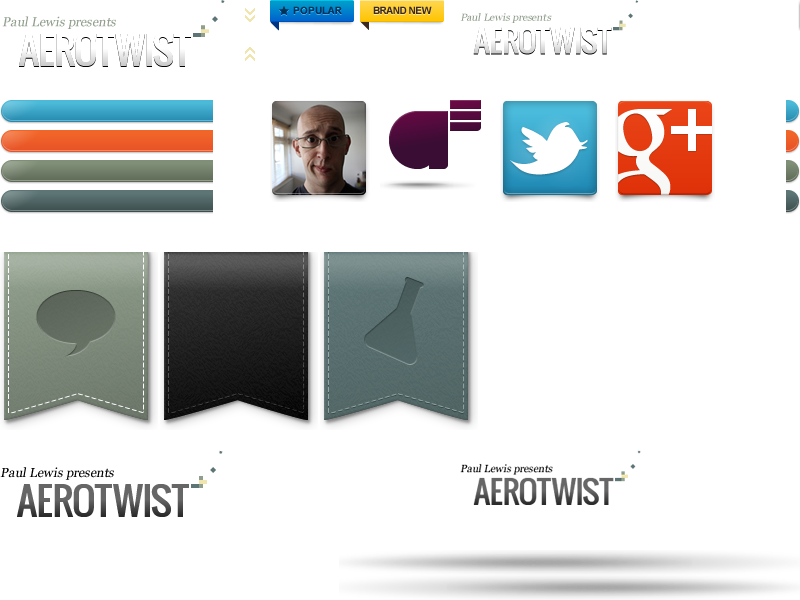 Paul Lewis presents
AEROTWIST
POPULAR
BRAND NEW
Paul Lewis presents
AEROTWIST
g+
Paul Lewis presents
AEROTWIST
Paul Lewis presents
AEROTWIST